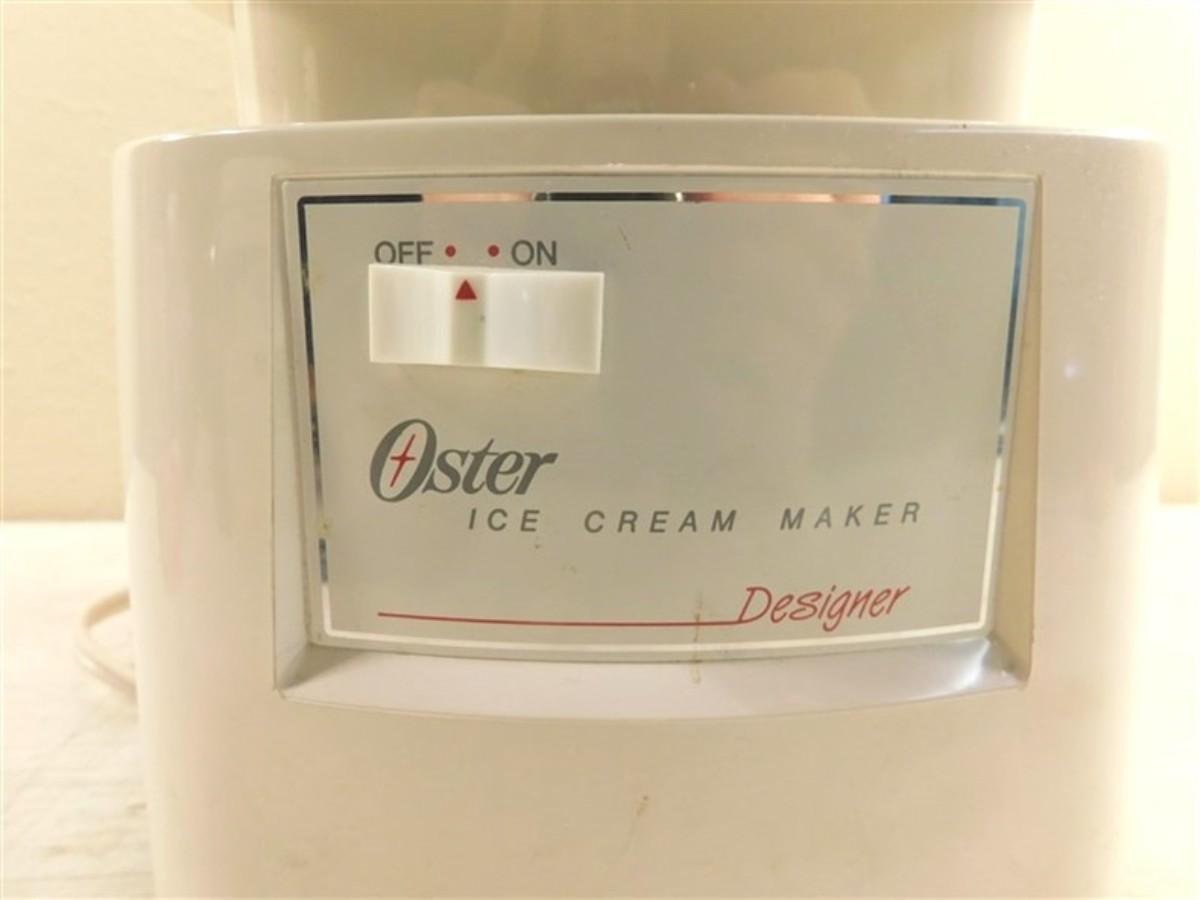 OFF • • ON
Oster
ICE CREAM MAKER
Designer